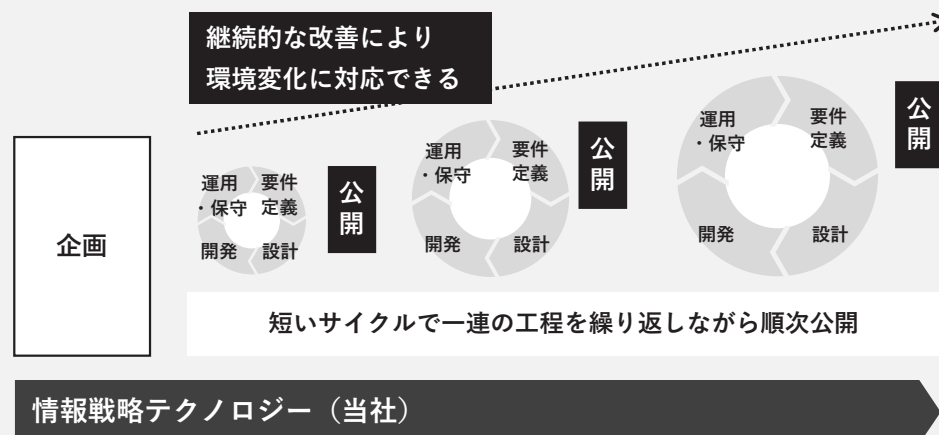 継続的な改善により
環境変化に対応できる
企画
運用
・保守
要件
定義
開発
設計
公開
運用
・保守
要件
定義
開発
設計
公開
運用
・保守
要件
定義
開発
設計
公開
短いサイクルで一連の工程を繰り返しながら順次公開
情報戦略テクノロジー（当社）